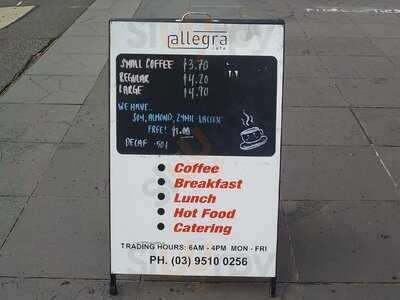 allegra
cafe
SMALL COFFEE $3.70
REGULAR $4.20
LARGE $4.90
WE HAVE..
SOY, ALMOND, ZYMIL LACTOSE
FREE! $1.00
DECAF .50¢
Coffee
Breakfast
Lunch
Hot Food
Catering
TRADING HOURS: 6AM - 4PM MON - FRI
PH. (03) 9510 0256